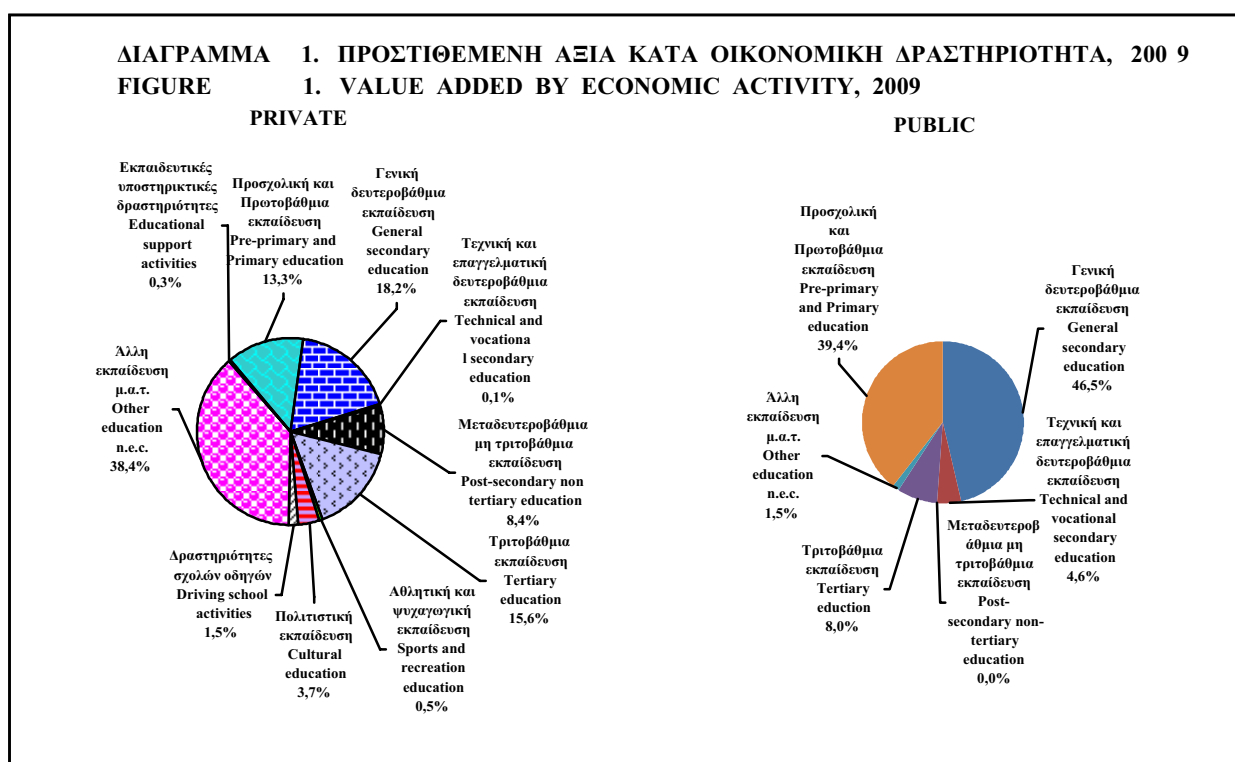 ΔΙΑΓΡΑΜΜΑ 1. ΠΡΟΣΤΙΘΕΜΕΝΗ ΑΞΙΑ ΚΑΤΑ ΟΙΚΟΝΟΜΙΚΗ ΔΡΑΣΤΗΡΙΟΤΗΤΑ, 200 9
FIGURE 1. VALUE ADDED BY ECONOMIC ACTIVITY, 2009
PRIVATE
Εκπαιδευτικές
υποστηρικτικές
δραστηριότητες
Educational
support
activities
0,3%
Προσχολική και
Πρωτοβάθμια
εκπαίδευση
Pre-primary and
Primary education
13,3%
Γενική
δευτεροβάθμια
εκπαίδευση
General
secondary
education
18,2%
Τεχνική και
επαγγελματική
δευτεροβάθμια
εκπαίδευση
Technical and
vocationa
l secondary
education
0,1%
Μεταδευτεροβάθμια
μη τριτοβάθμια
εκπαίδευση
Post-secondary non
tertiary education
8,4%
Τριτοβάθμια
εκπαίδευση
Tertiary
education
15,6%
Αθλητική και
ψυχαγωγική
εκπαίδευση
Sports and
recreation
education
0,5%
Πολιτιστική
εκπαίδευση
Cultural
education
3,7%
Δραστηριότητες
σχολών οδηγών
Driving school
activities
1,5%
Άλλη
εκπαίδευση
μ.α.τ.
Other
education
n.e.c.
38,4%
PUBLIC
Προσχολική
και
Πρωτοβάθμια
εκπαίδευση
Pre-primary
and Primary
education
39,4%
Γενική
δευτεροβάθμια
εκπαίδευση
General
secondary
education
46,5%
Τεχνική και
επαγγελματική
δευτεροβάθμια
εκπαίδευση
Technical and
vocational
secondary
education
4,6%
Μεταδευτεροβ
άθμια μη
τριτοβάθμια
εκπαίδευση
Post-
secondary non-
tertiary
education
0,0%
Τριτοβάθμια
εκπαίδευση
Tertiary
eduction
8,0%
Άλλη
εκπαίδευση
μ.α.τ.
Other
education
n.e.c.
1,5%